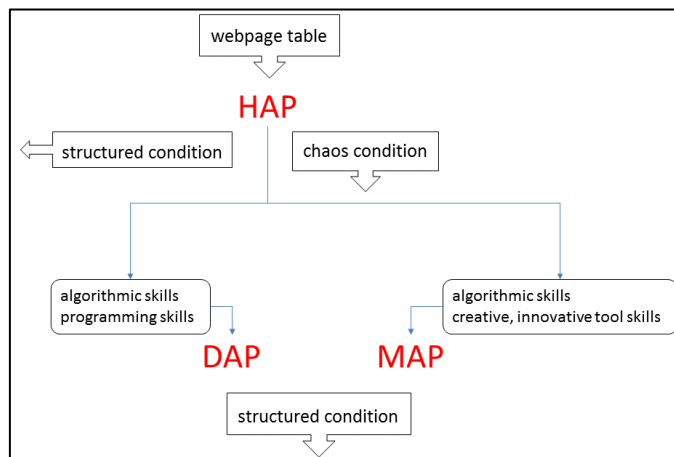 webpage table
HAP
structured condition
chaos condition
algorithmic skills
programming skills
algorithmic skills
creative, innovative tool skills
DAP
MAP
structured condition